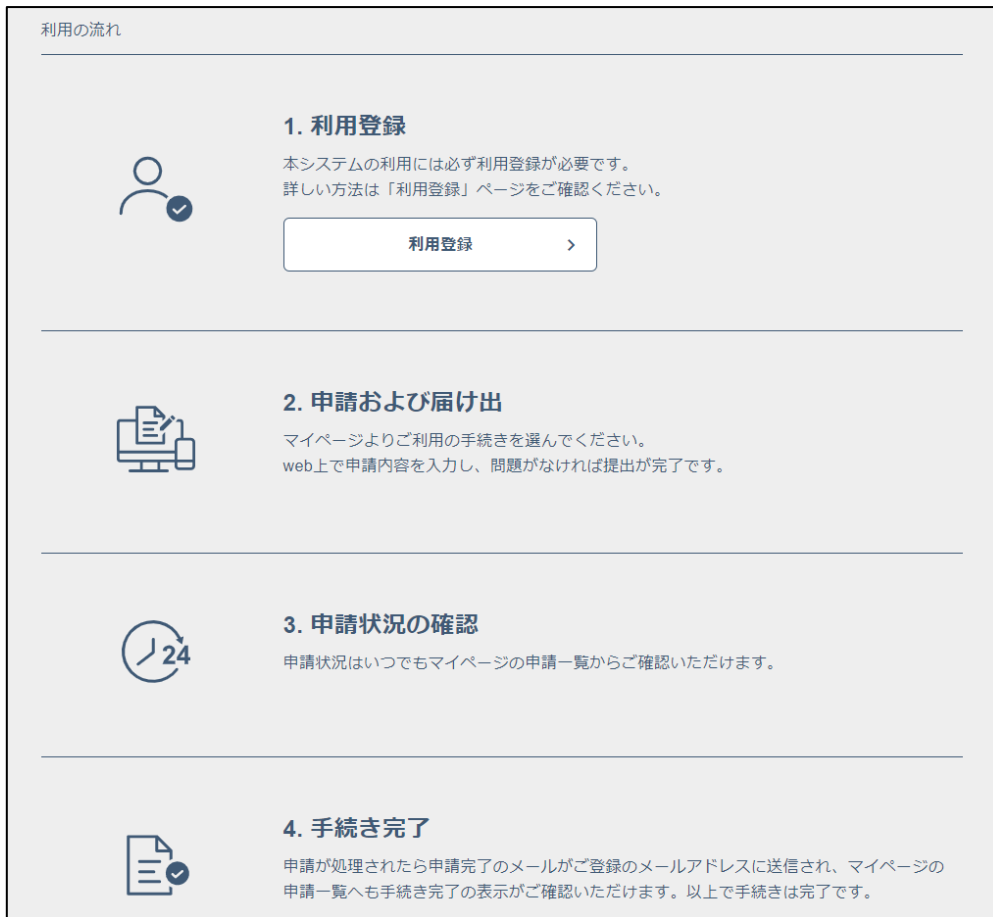 利用の流れ
1. 利用登録
本システムの利用には必ず利用登録が必要です。
詳しい方法は「利用登録」ページをご確認ください。
利用登録
2. 申請および届け出
マイページよりご利用の手続きを選んでください。
web上で申請内容を入力し、問題がなければ提出が完了です。
3. 申請状況の確認
24
申請状況はいつでもマイページの申請一覧からご確認いただけます。
4. 手続き完了
申請が処理されたら申請完了のメールがご登録のメールアドレスに送信され、マイページの
申請一覧へも手続き完了の表示がご確認いただけます。以上で手続きは完了です。